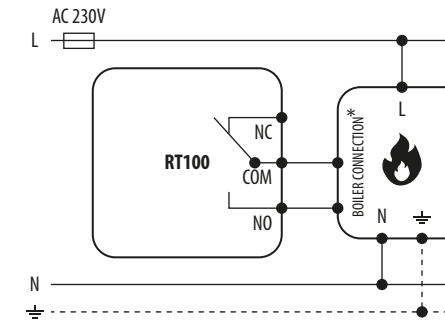 AC 230V
L
NC
RT100
COM
NO
BOILER CONNECTION*
L
N
N